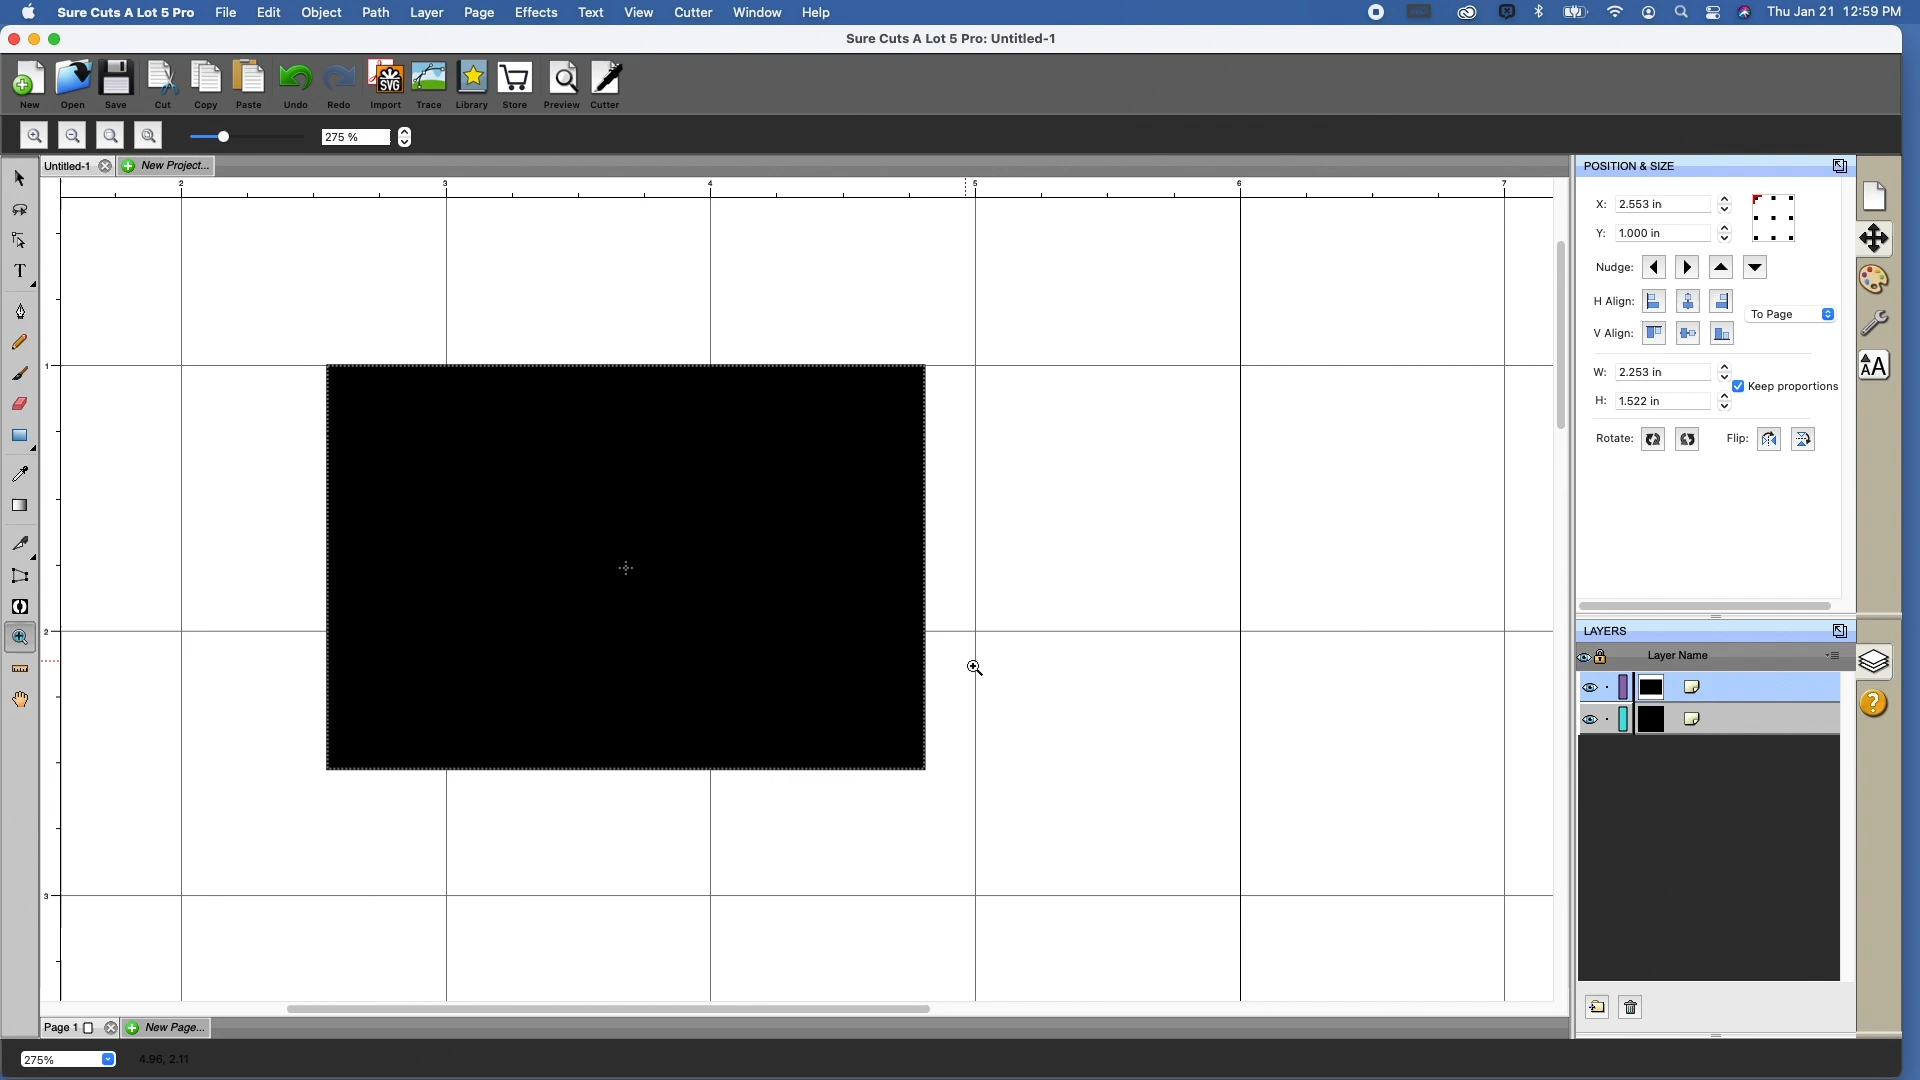 Sure Cuts A Lot 5 Pro File Edit Object Path Layer Page Effects Text View Cutter Window Help Thu Jan 21 12:59 PM
Sure Cuts A Lot 5 Pro: Untitled-1
SVG
New Open Save Cut Copy Paste Undo Redo Import Trace Library Store Preview Cutter
275 %
Untitled-1 New Project... POSITION & SIZE
2 3 4 5 6 7
X: 2.553 in
Y: 1.000 in
Nudge:
H Align:
To Page
V Align:
1
W: 2.253 in
Keep proportions
H: 1.522 in
Rotate: Flip:
T
AA
2
LAYERS
Layer Name
?
3
Page 1 New Page...
275% 4.96, 2.11